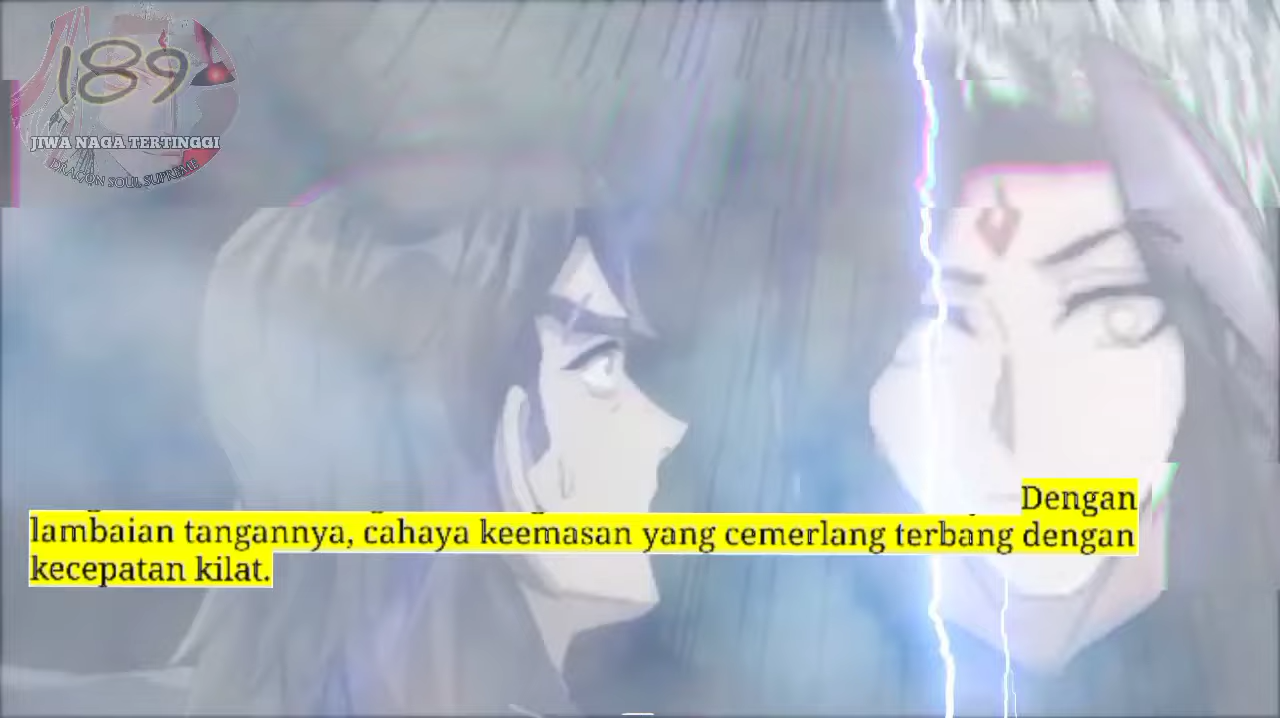 189
JIWA NAGA TERTINGGI
DRAGON SOUL SUPREME
Dengan
lambaian tangannya, cahaya keemasan yang cemerlang terbang dengan
kecepatan kilat.